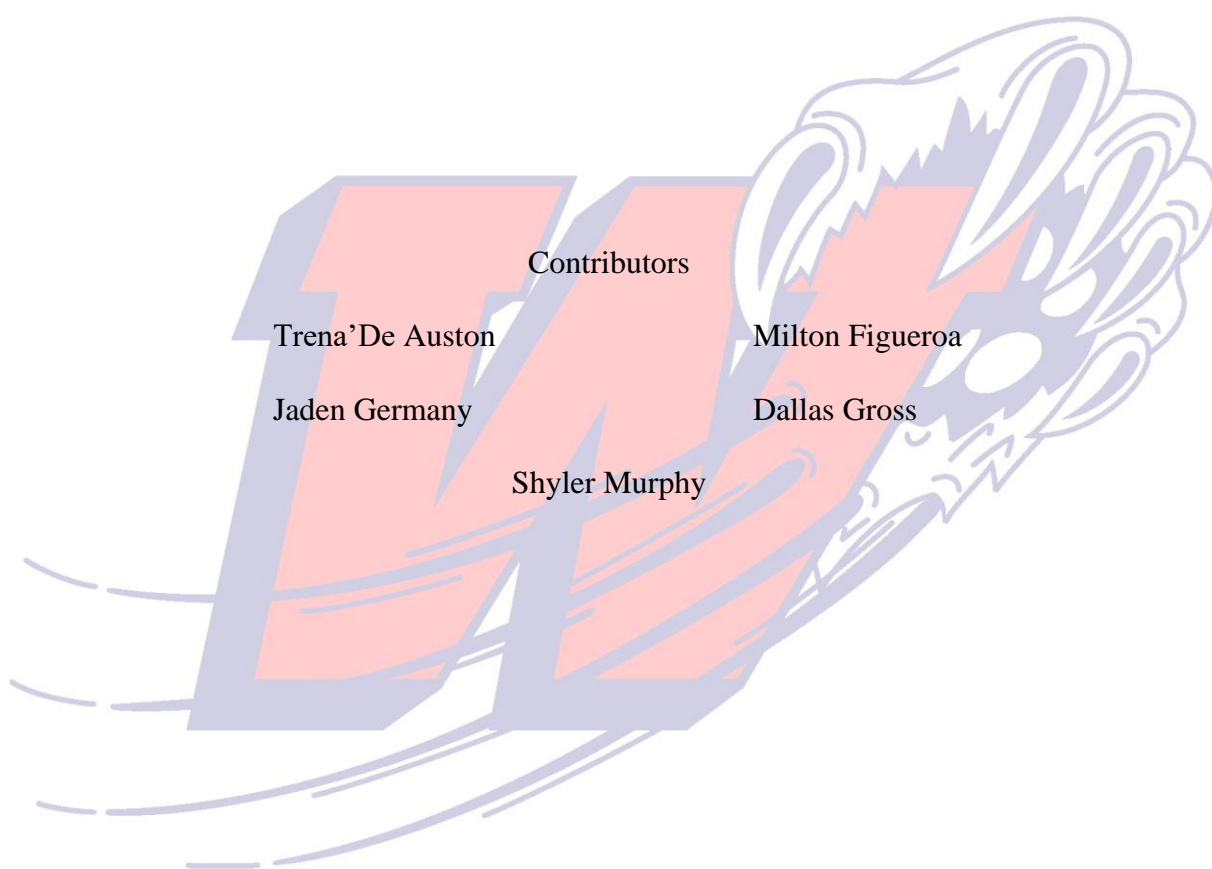 Contributors
Trena’De Auston Milton Figueroa
Jaden Germany Dallas Gross
Shyler Murphy
W